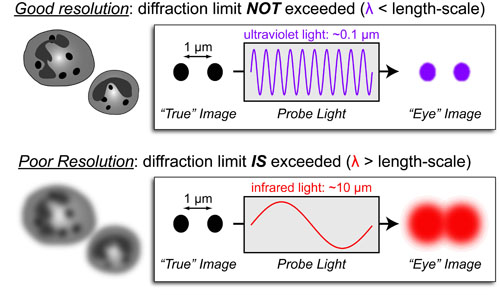 Good resolution: diffraction limit NOT exceeded (λ < length-scale)
1 µm
ultraviolet light: ~0.1 µm
“True” Image
Probe Light
“Eye” Image
Poor Resolution: diffraction limit IS exceeded (λ > length-scale)
1 µm
infrared light: ~10 µm
“True” Image
Probe Light
“Eye” Image